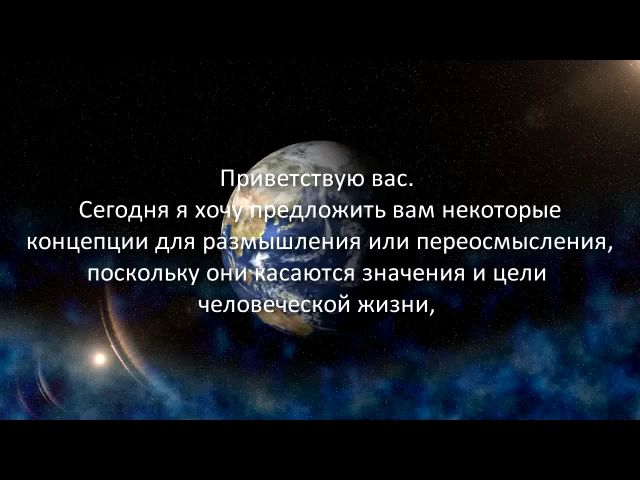 Приветствую вас.
Сегодня я хочу предложить вам некоторые
концепции для размышления или переосмысления,
поскольку они касаются значения и цели
человеческой жизни,